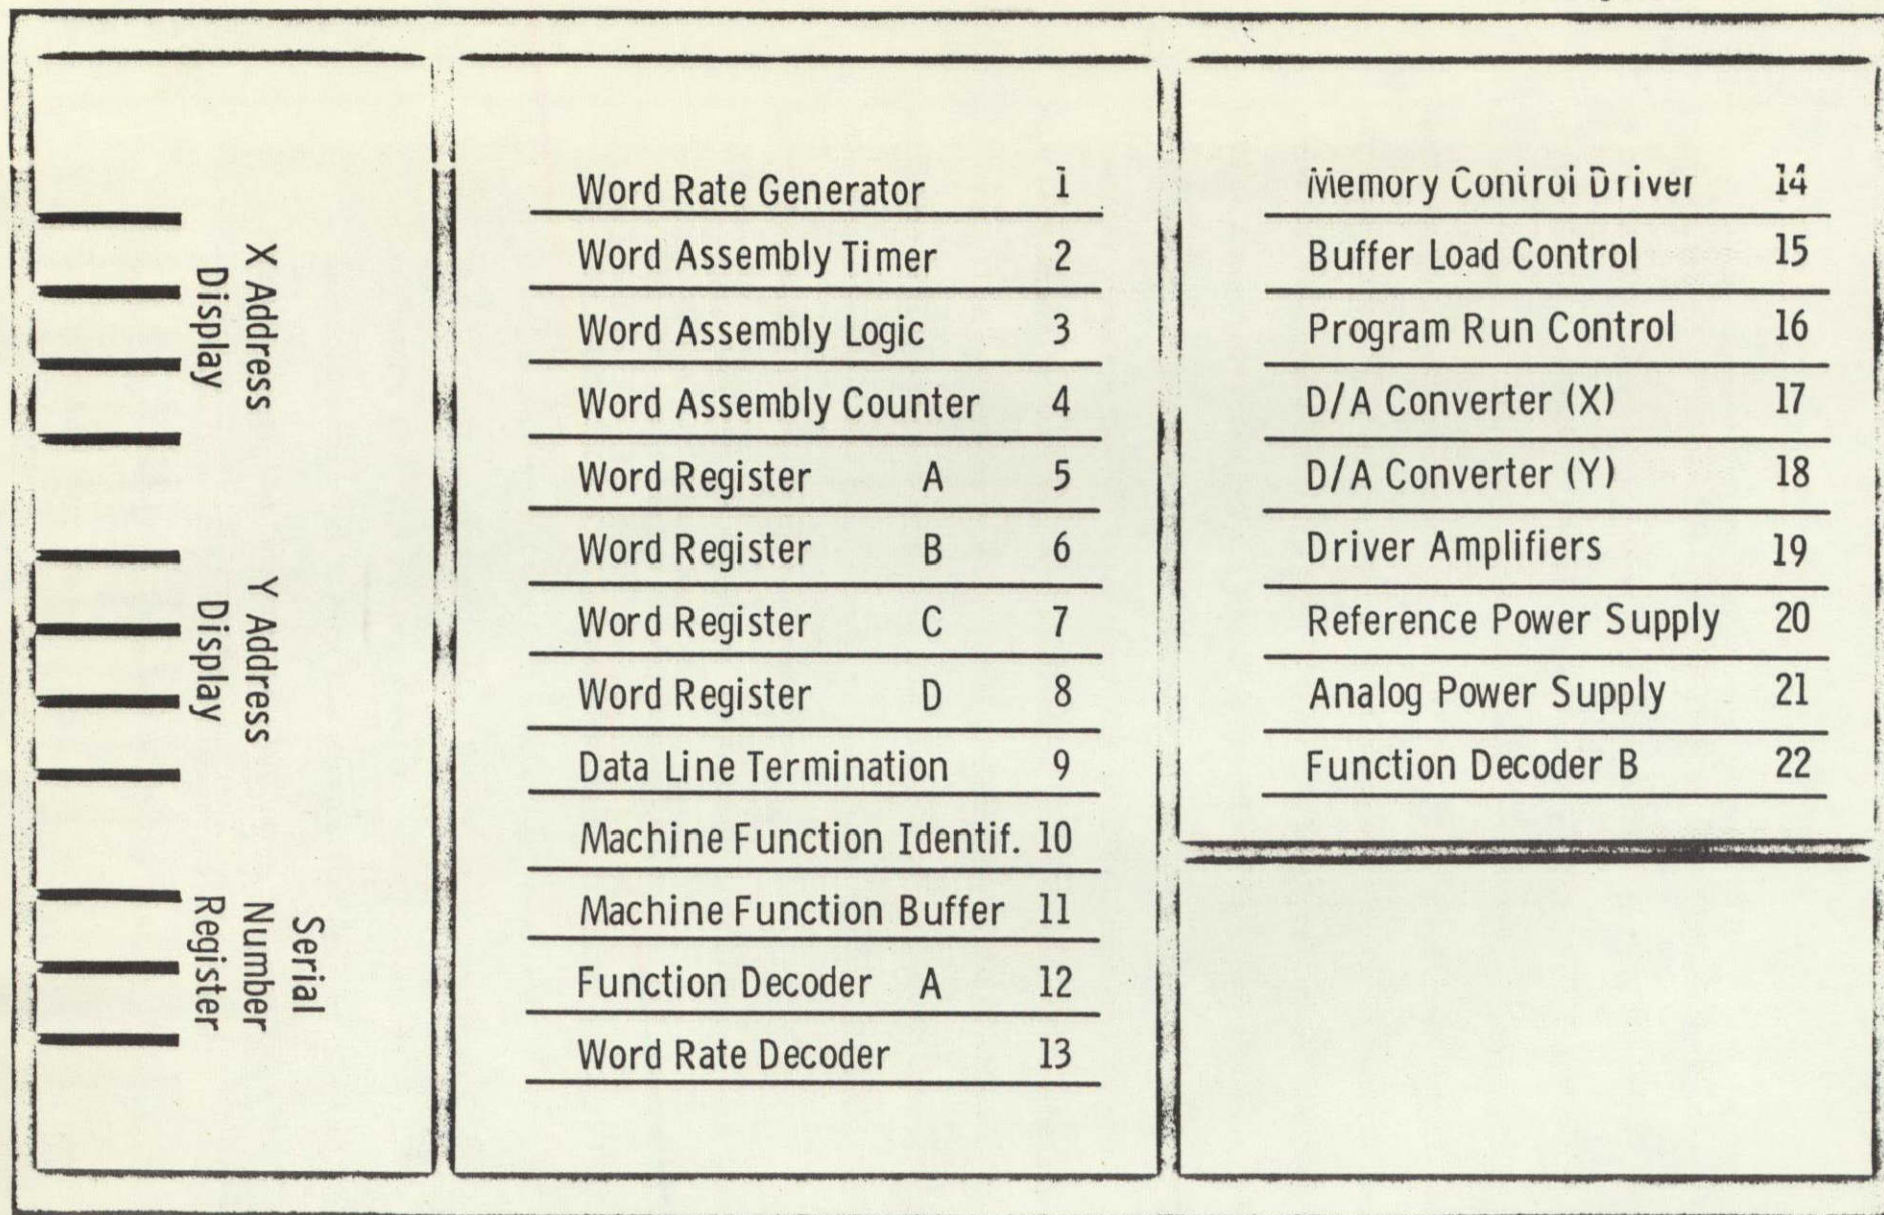 X Address
Display
Y Address
Display
Serial
Number
Register
Word Rate Generator 1
Word Assembly Timer 2
Word Assembly Logic 3
Word Assembly Counter 4
Word Register A 5
Word Register B 6
Word Register C 7
Word Register D 8
Data Line Termination 9
Machine Function Identif. 10
Machine Function Buffer 11
Function Decoder A 12
Word Rate Decoder 13
Memory Control Driver 14
Buffer Load Control 15
Program Run Control 16
D/A Converter (X) 17
D/A Converter (Y) 18
Driver Amplifiers 19
Reference Power Supply 20
Analog Power Supply 21
Function Decoder B 22